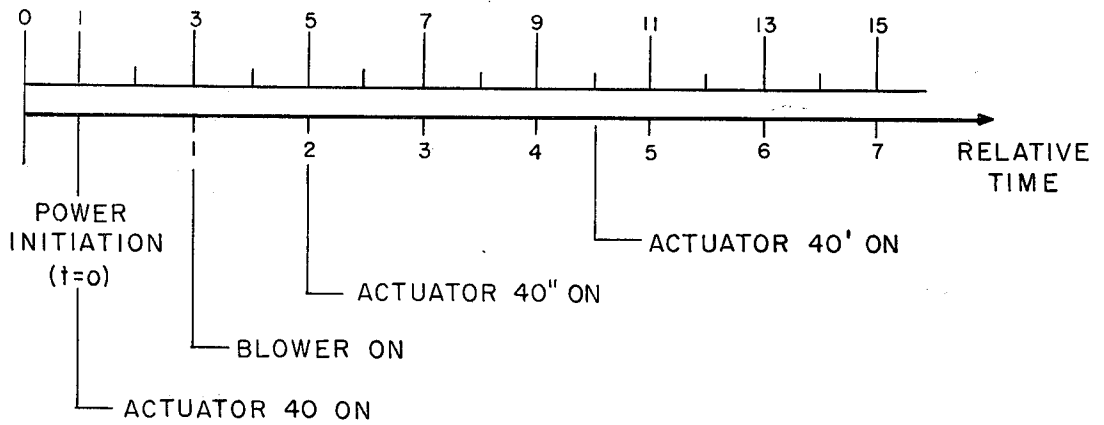 0 1 3 5 7 9 11 13 15
1 2 3 4 5 6 7
RELATIVE
TIME
POWER
INITIATION
(t=0)
ACTUATOR 40' ON
ACTUATOR 40" ON
BLOWER ON
ACTUATOR 40 ON